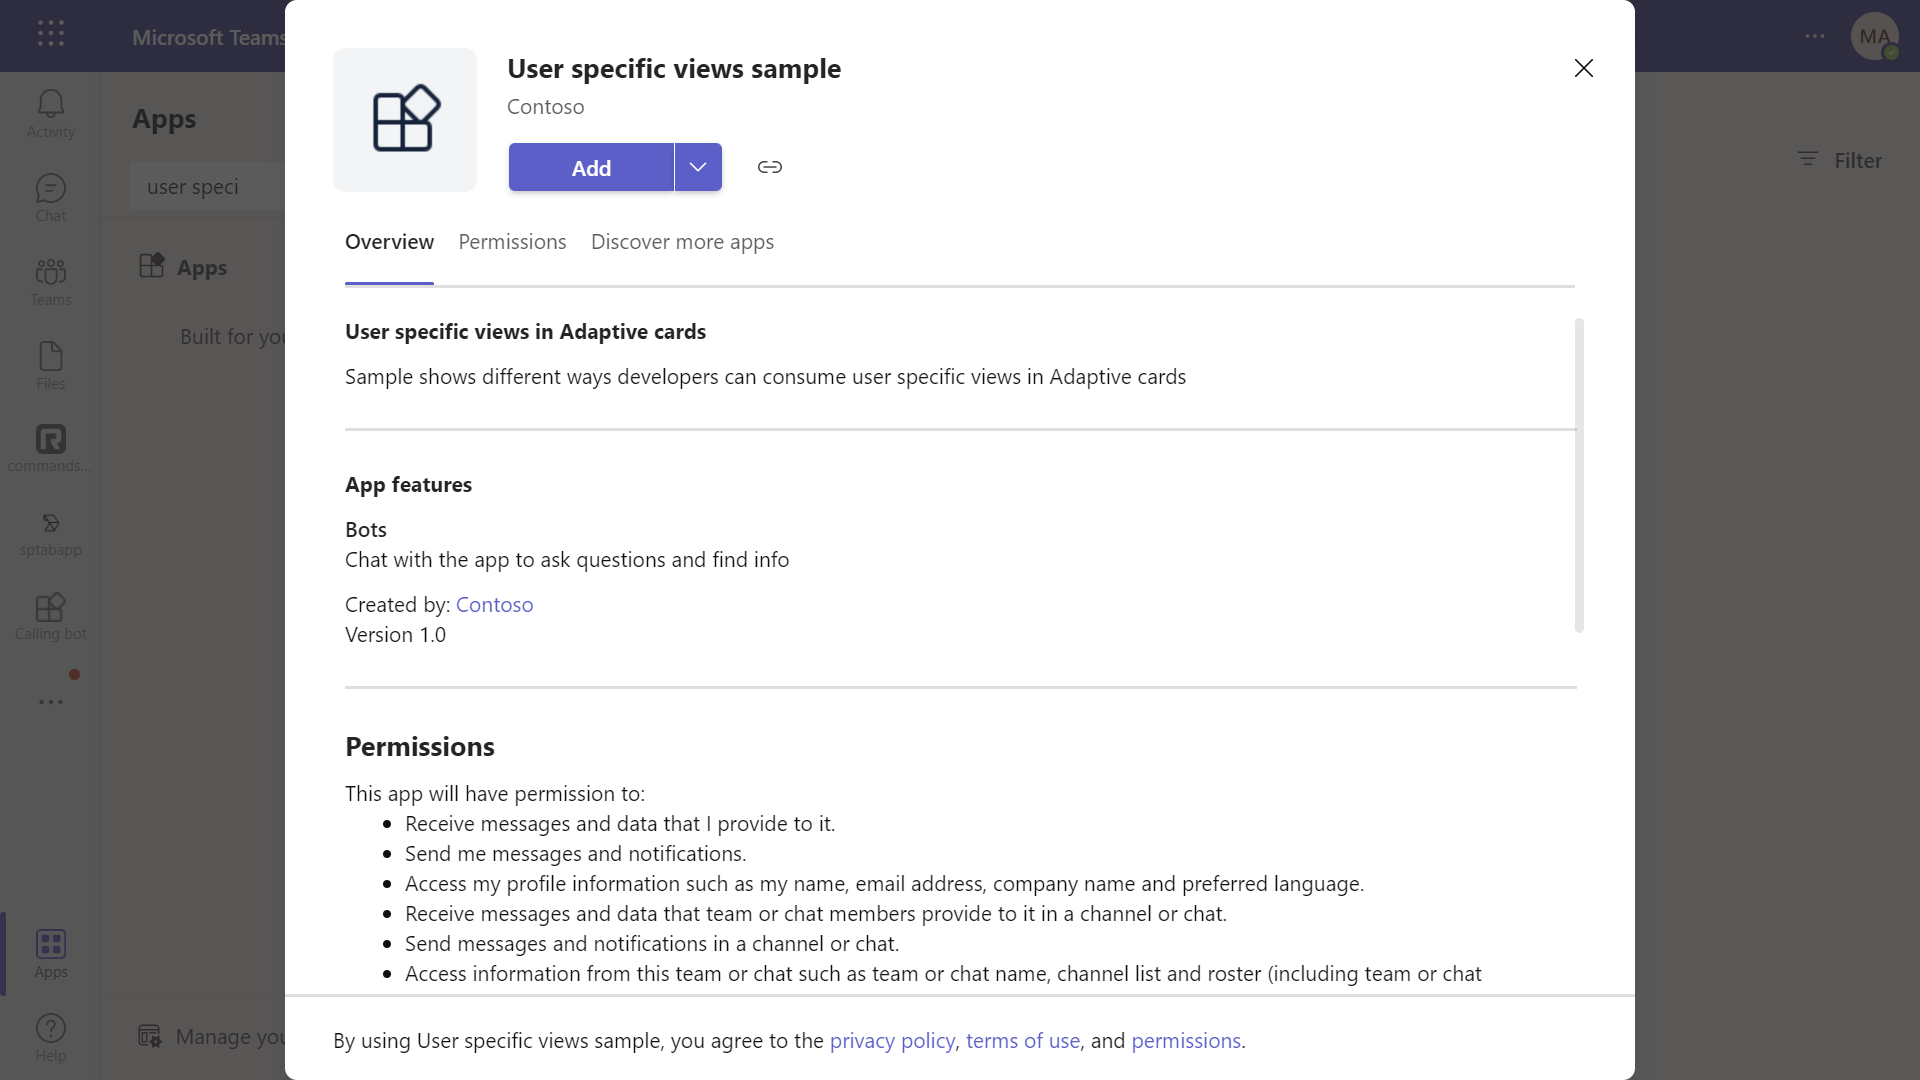 Microsoft Teams
MA
Activity
Chat
Teams
Files
commands...
sptabapp
Calling bot
Apps
Help
Apps
user speci
Apps
Built for you
Manage you
Filter
User specific views sample
Contoso
Add
Overview Permissions Discover more apps
User specific views in Adaptive cards
Sample shows different ways developers can consume user specific views in Adaptive cards
App features
Bots
Chat with the app to ask questions and find info
Created by: Contoso
Version 1.0
Permissions
This app will have permission to:
• Receive messages and data that I provide to it.
• Send me messages and notifications.
• Access my profile information such as my name, email address, company name and preferred language.
• Receive messages and data that team or chat members provide to it in a channel or chat.
• Send messages and notifications in a channel or chat.
• Access information from this team or chat such as team or chat name, channel list and roster (including team or chat
By using User specific views sample, you agree to the privacy policy, terms of use, and permissions.